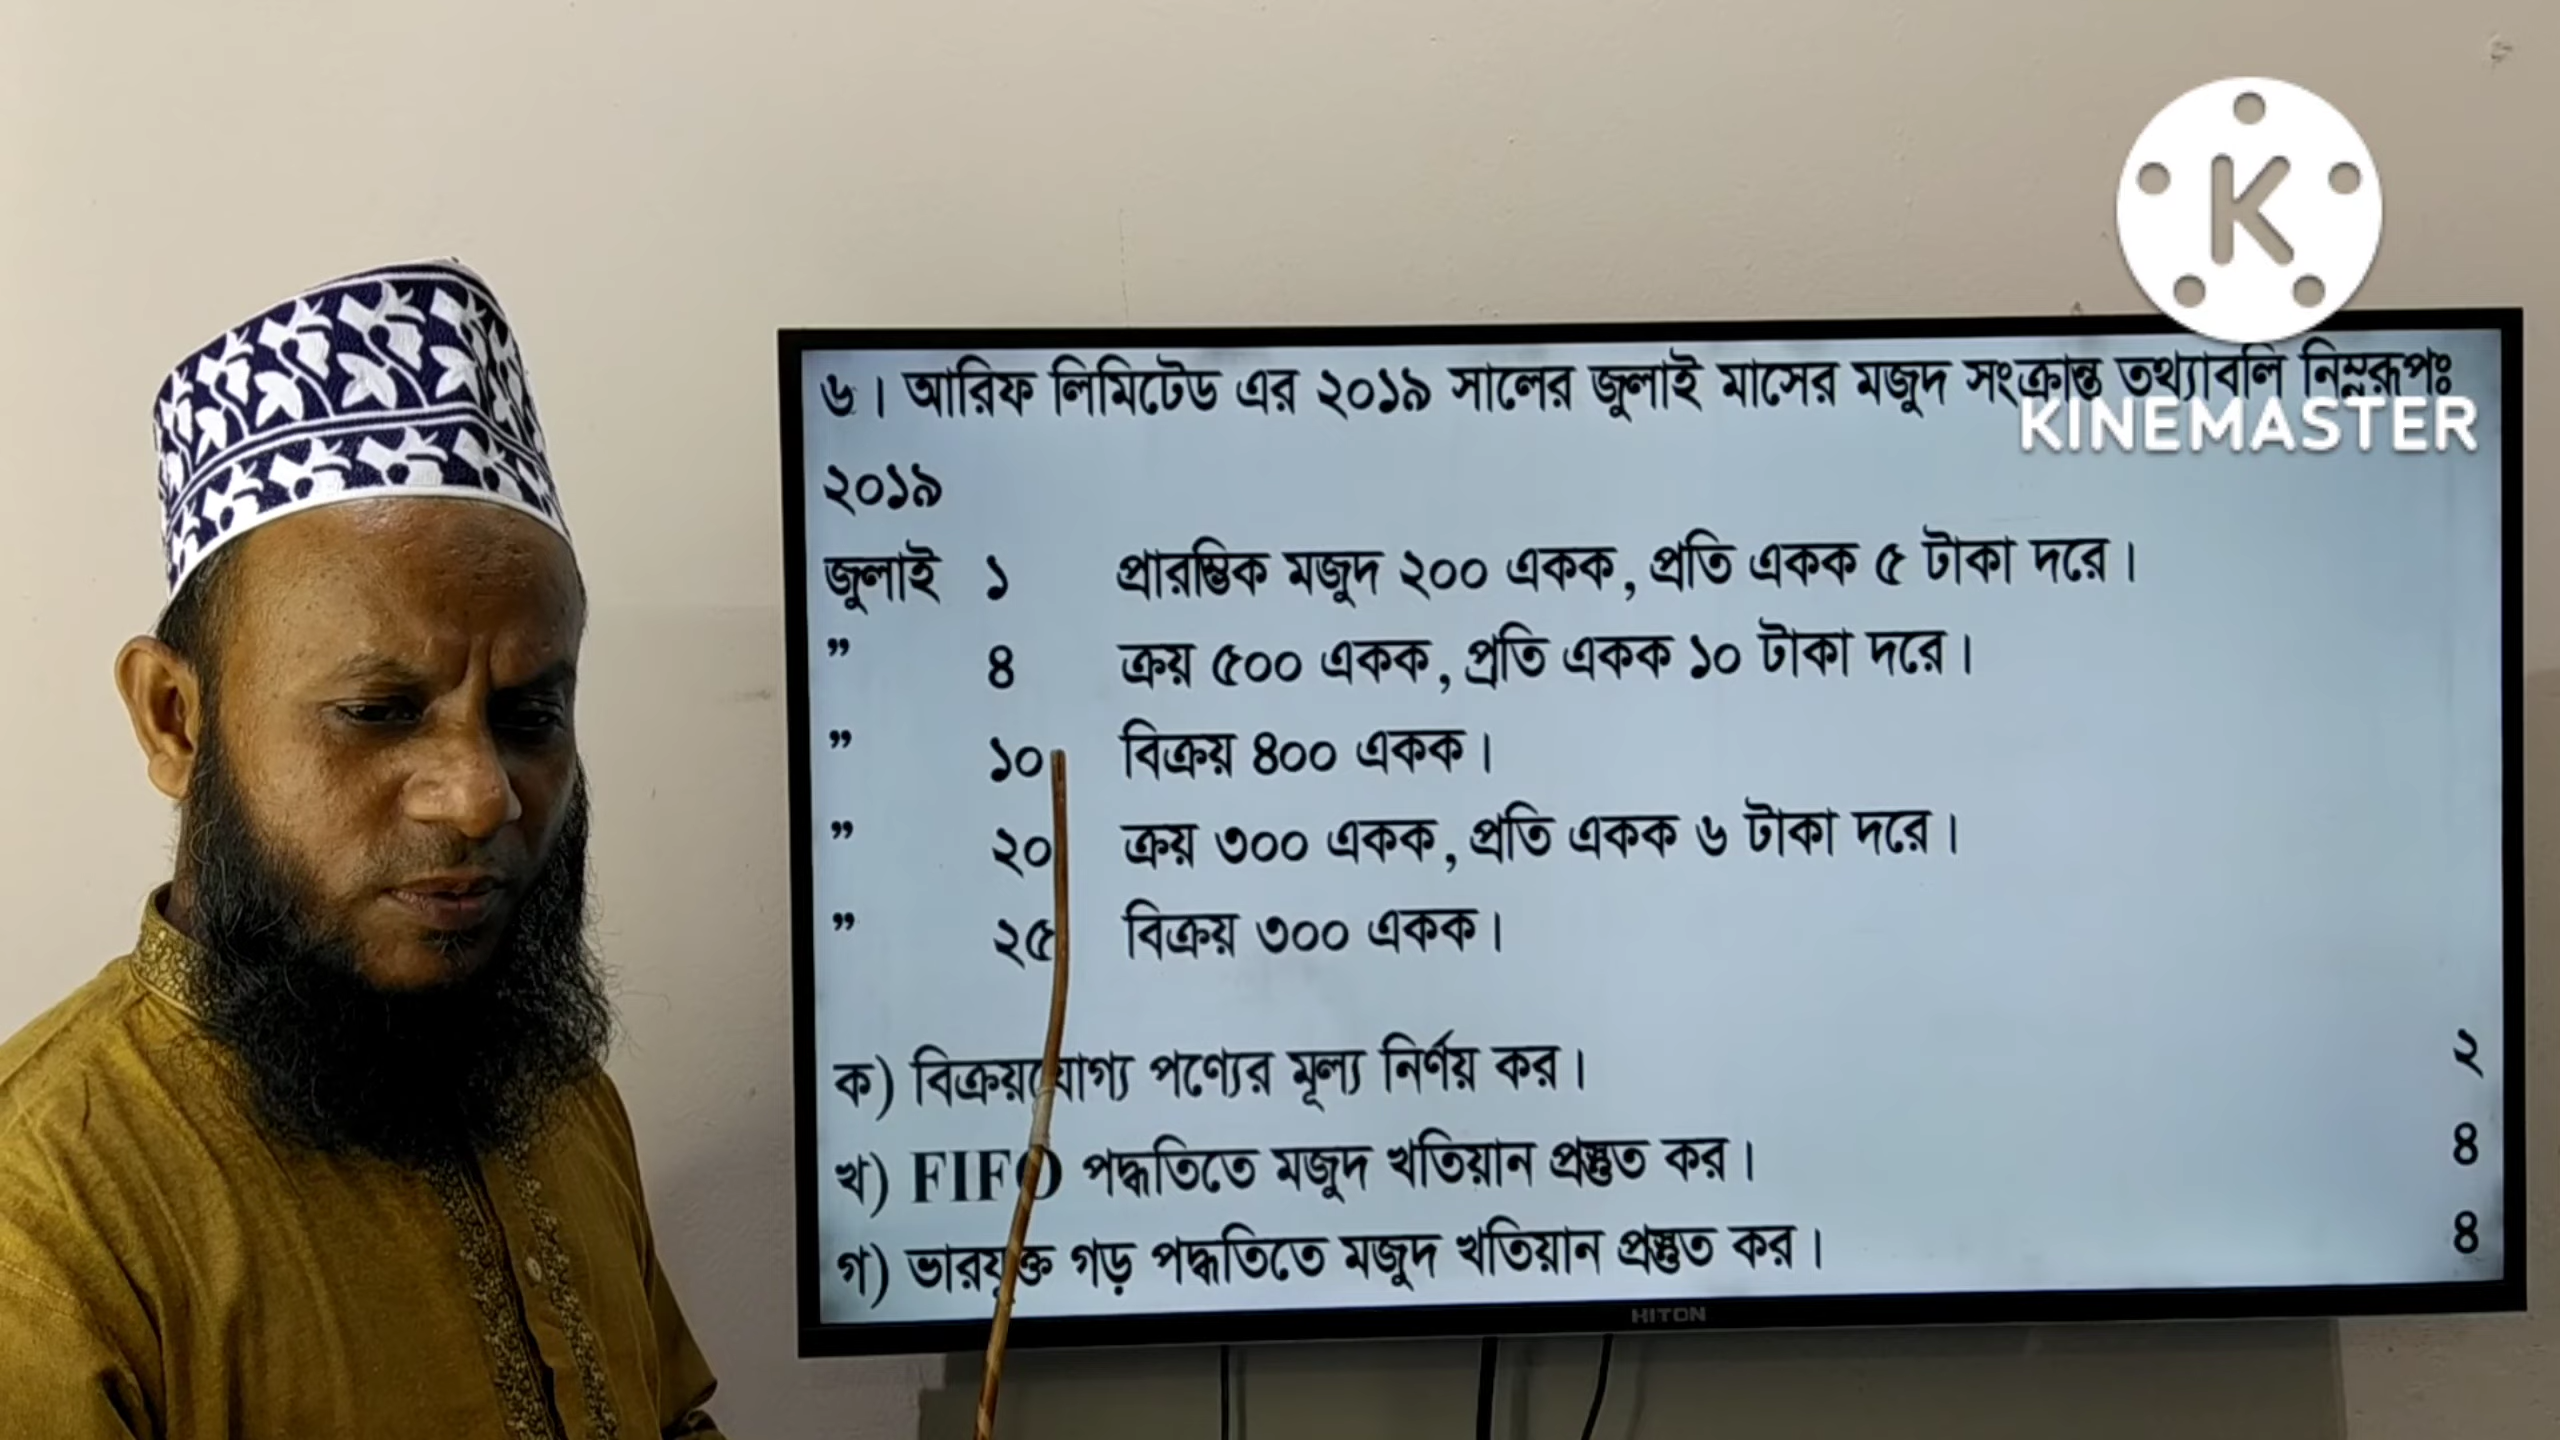 ৬। আরিফ লিমিটেড এর ২০১৯ সালের জুলাই মাসের মজুদ সংক্রান্ত তথ্যাবলি নিম্নরূপঃ
KINEMASTER
২০১৯
জুলাই ১ প্রারম্ভিক মজুদ ২০০ একক, প্রতি একক ৫ টাকা দরে।
” ৪ ক্রয় ৫০০ একক, প্রতি একক ১০ টাকা দরে।
” ১০ বিক্রয় ৪০০ একক।
” ২০ ক্রয় ৩০০ একক, প্রতি একক ৬ টাকা দরে।
” ২৫ বিক্রয় ৩০০ একক।
ক) বিক্রয়যোগ্য পণ্যের মূল্য নির্ণয় কর। ২
খ) FIFO পদ্ধতিতে মজুদ খতিয়ান প্রস্তুত কর। ৪
গ) ভারযুক্ত গড় পদ্ধতিতে মজুদ খতিয়ান প্রস্তুত কর। ৪
HITON